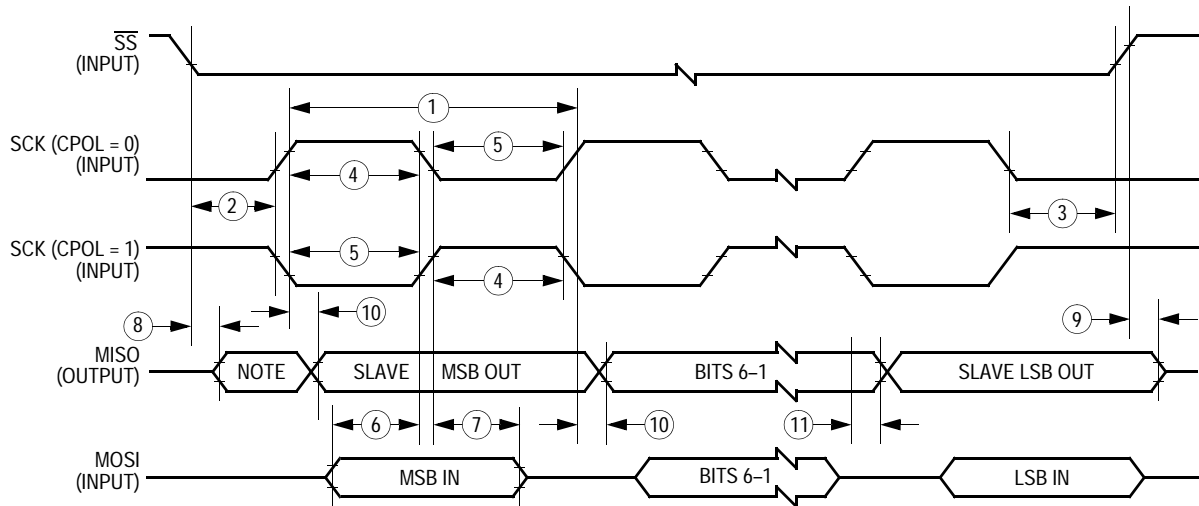 SS
(INPUT)
1
SCK (CPOL = 0)
(INPUT)
5
4
2
3
SCK (CPOL = 1)
(INPUT)
5
4
8
10
9
MISO
(OUTPUT)
NOTE
SLAVE
MSB OUT
BITS 6–1
SLAVE LSB OUT
6
7
10
11
MOSI
(INPUT)
MSB IN
BITS 6–1
LSB IN